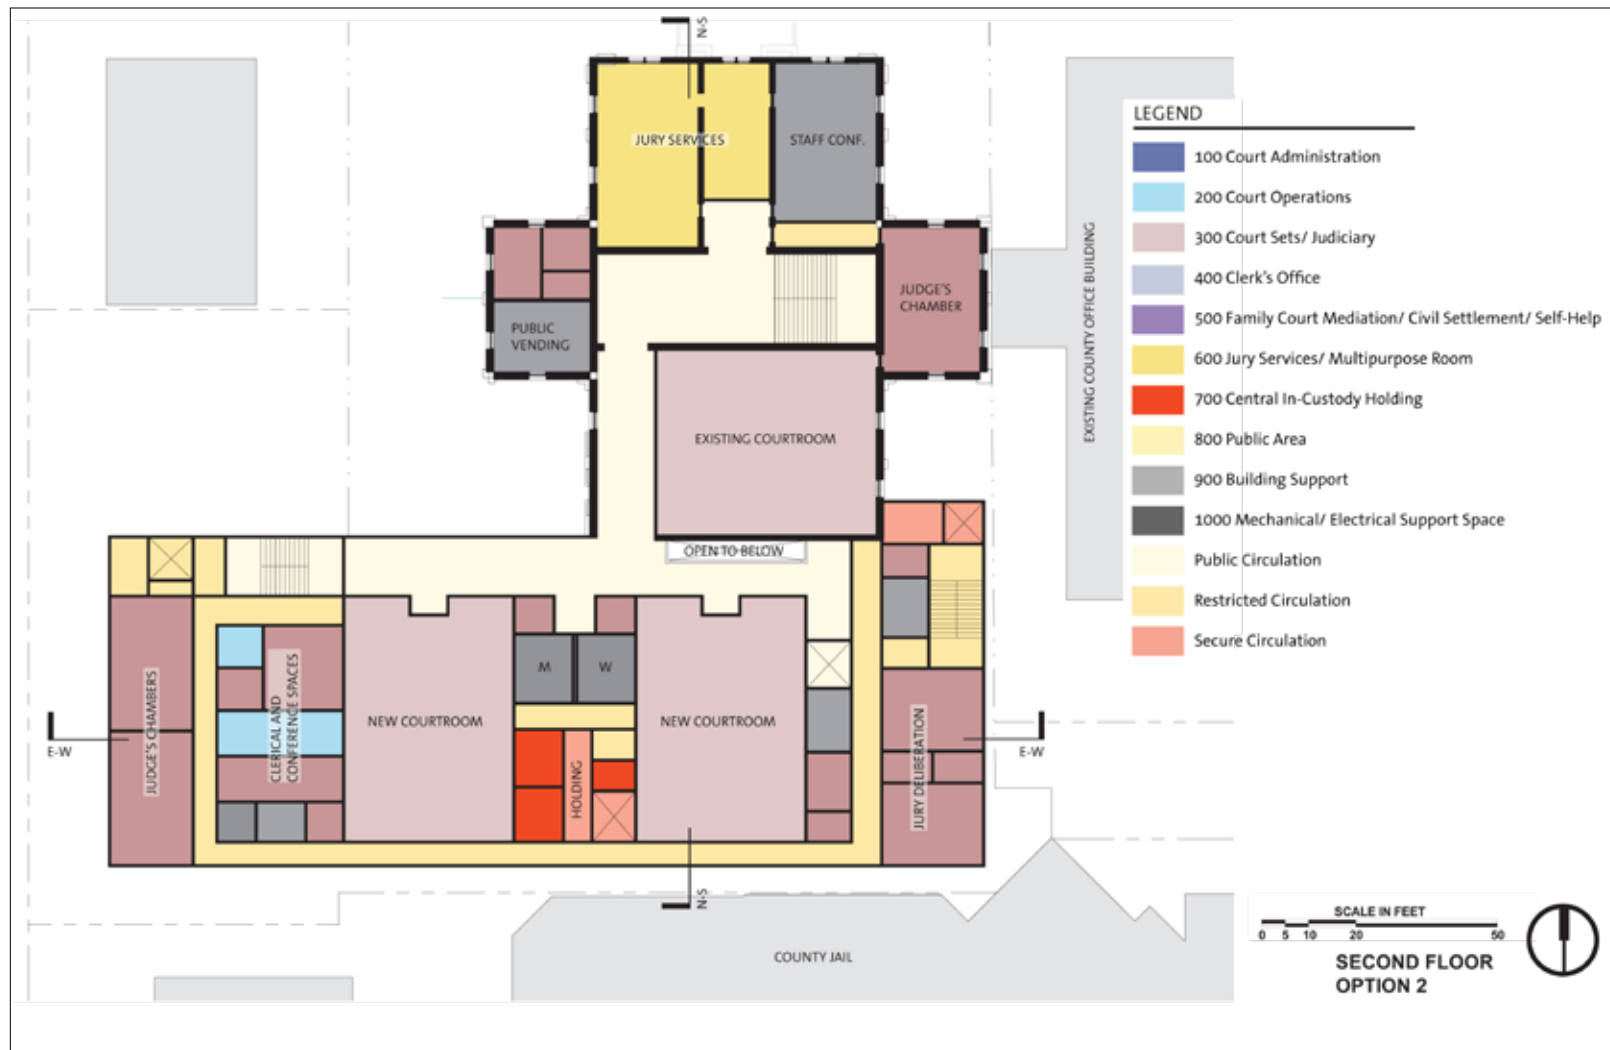 N-S
JURY SERVICES
STAFF CONF.
LEGEND
100 Court Administration
200 Court Operations
300 Court Sets/ Judiciary
400 Clerk's Office
500 Family Court Mediation/ Civil Settlement/ Self-Help
600 Jury Services/ Multipurpose Room
700 Central In-Custody Holding
800 Public Area
900 Building Support
1000 Mechanical/ Electrical Support Space
Public Circulation
Restricted Circulation
Secure Circulation
EXISTING COUNTY OFFICE BUILDING
JUDGE'S
CHAMBER
PUBLIC
VENDING
EXISTING COURTROOM
OPEN TO BELOW
JUDGE'S CHAMBERS
CLERICAL AND
CONFERENCE SPACES
NEW COURTROOM
M
W
HOLDING
NEW COURTROOM
JURY DELIBERATION
E-W
E-W
N-S
COUNTY JAIL
SCALE IN FEET
0 5 10 20 50
SECOND FLOOR
OPTION 2